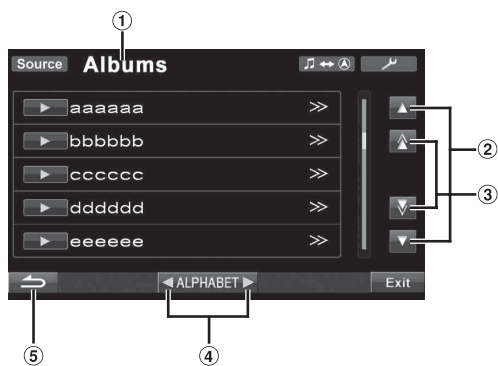 ①
Source Albums
aaaaaa
bbbbbb
cccccc
dddddd
eeeeee
②
③
ALPHABET Exit
⑤ ④